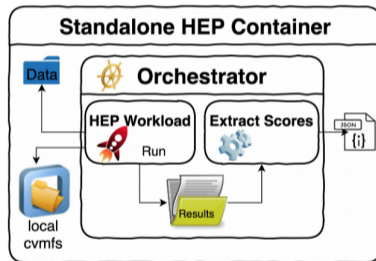 Standalone HEP Container
Data
Orchestrator
HEP Workload
Run
Extract Scores
JSON
{i}
Results
local
cvmfs